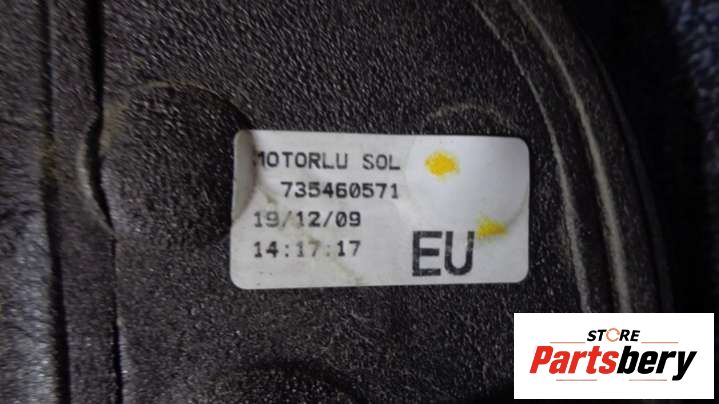 MOTORLU SOL
735460571
19/12/09
14:17:17
EU
STORE
Partsbery